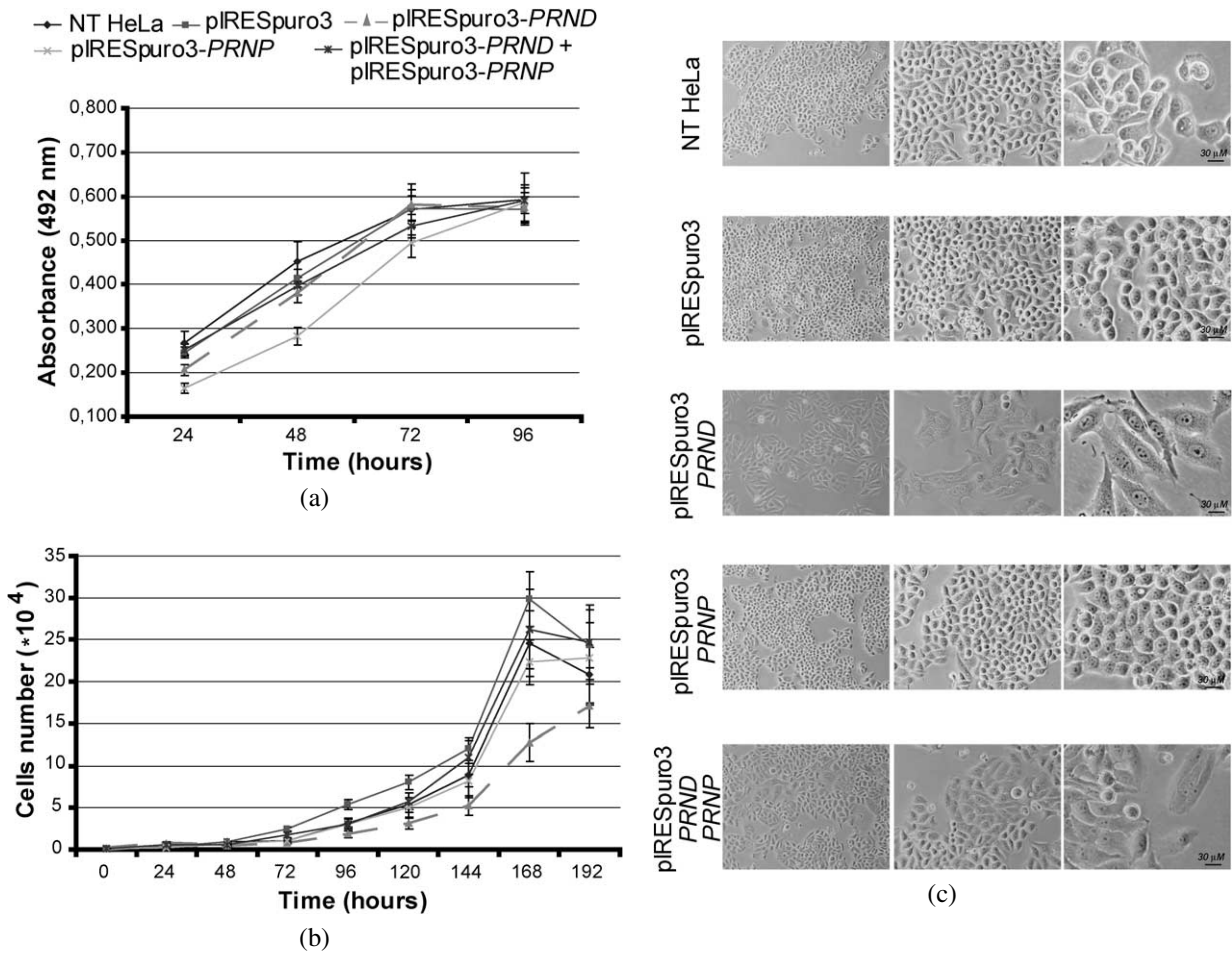 (a)
NT HeLa pIRESpuro3 pIRESpuro3-PRND
pIRESpuro3-PRNP pIRESpuro3-PRND +
pIRESpuro3-PRNP
0,800
0,700
0,600
0,500
0,400
0,300
0,200
0,100
Absorbance (492 nm)
24 48 72 96
Time (hours)
(a)
35
30
25
20
15
10
5
0
Cells number (*10 4)
0 24 48 72 96 120 144 168 192
Time (hours)
(b)
NT HeLa
30 µM
pIRESpuro3
30 µM
pIRESpuro3
PRND
30 µM
pIRESpuro3
PRNP
30 µM
pIRESpuro3
PRND
PRNP
30 µM
(c)